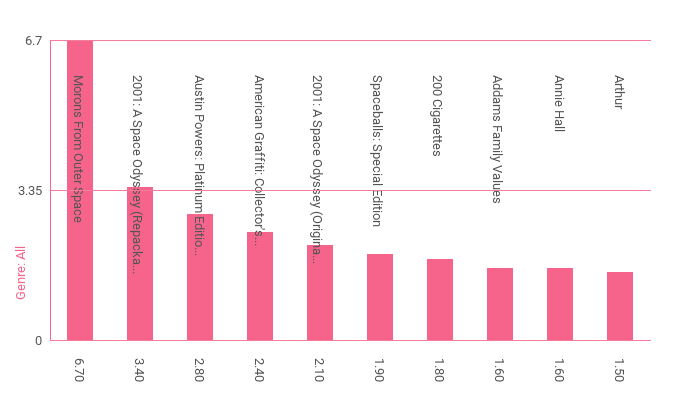 6.7
3.35
0
Genre: All
Morons From Outer Space
2001: A Space Odyssey (Repacka...
Austin Powers: Platinum Editio...
American Graffiti: Collector's...
2001: A Space Odyssey (Origina...
Spaceballs: Special Edition
200 Cigarettes
Addams Family Values
Annie Hall
Arthur
6.70
3.40
2.80
2.40
2.10
1.90
1.80
1.60
1.60
1.50